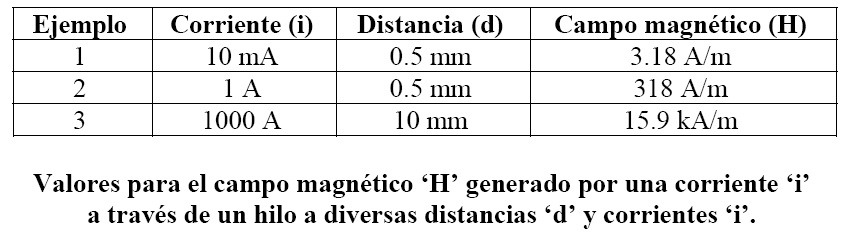 Ejemplo Corriente (i) Distancia (d) Campo magnético (H)
1 10 mA 0.5 mm 3.18 A/m
2 1 A 0.5 mm 318 A/m
3 1000 A 10 mm 15.9 kA/m
Valores para el campo magnético ‘H’ generado por una corriente ‘i’
a través de un hilo a diversas distancias ‘d’ y corrientes ‘i’.